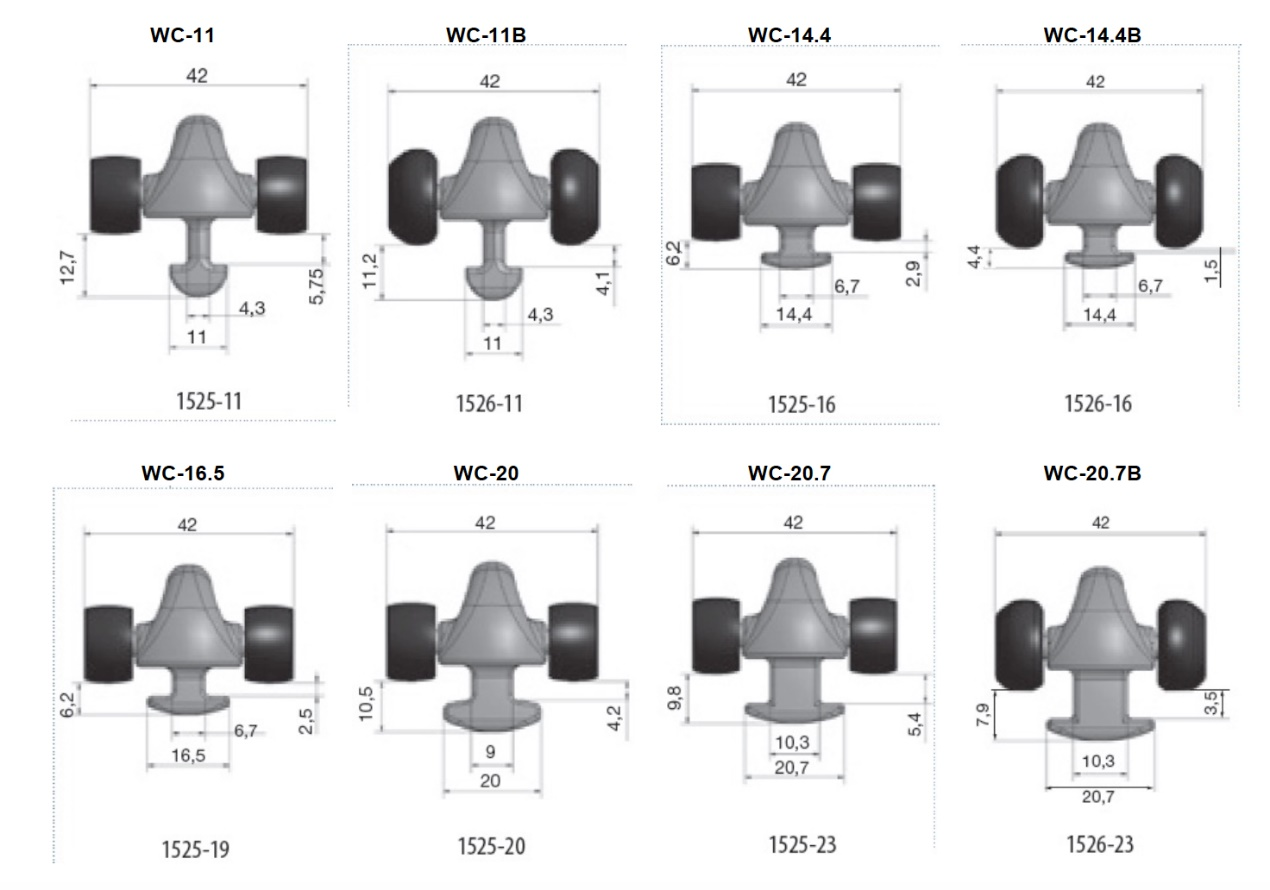 WC-11 WC-11B WC-14.4 WC-14.4B
42 42 42 42
12,7 5,75 11,2 4,1 6,2 2,9 4,4 1,5
4,3 4,3 6,7 6,7
11 11 14,4 14,4
1525-11 1526-11 1525-16 1526-16
WC-16.5 WC-20 WC-20.7 WC-20.7B
42 42 42 42
6,2 2,5 10,5 4,2 9,8 5,4 7,9 3,5
6,7 9 10,3 10,3
16,5 20 20,7 20,7
1525-19 1525-20 1525-23 1526-23